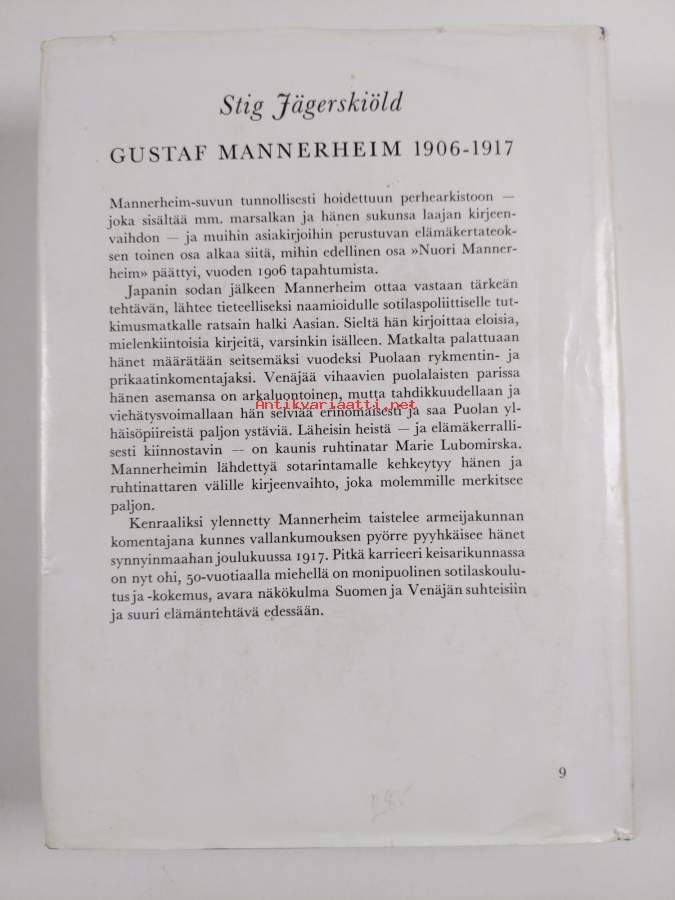 Stig Jägerskiöld
GUSTAF MANNERHEIM 1906-1917
Mannerheim-suvun tunnollisesti hoidettuun perhearkistoon —
joka sisältää mm. marsalkan ja hänen sukunsa laajan kirjeen-
vaihdon — ja muihin asiakirjoihin perustuvan elämäkertateok-
sen toinen osa alkaa siitä, mihin edellinen osa »Nuori Manner-
heim» päättyi, vuoden 1906 tapahtumista.
Japanin sodan jälkeen Mannerheim ottaa vastaan tärkeän
tehtävän, lähtee tieteelliseksi naamioidulle sotilaspoliittiselle tut-
kimusmatkalle ratsain halki Aasian. Sieltä hän kirjoittaa eloisia,
mielenkiintoisia kirjeitä, varsinkin isälleen. Matkalta palattuaan
hänet määrätään seitsemäksi vuodeksi Puolaan rykmentin- ja
prikaatinkomentajaksi. Venäjää vihaavien puolalaisten parissa
hänen asemansa on arkaluontoinen, mutta tahdikkuudellaan ja
Antikvariaatti.net
viehätysvoimallaan hän selviää erinomaisesti ja saa Puolan yl-
häisöpiireistä paljon ystäviä. Läheisin heistä — ja elämäkerralli-
sesti kiinnostavin — on kaunis ruhtinatar Marie Lubomirska.
Mannerheimin lähdettyä sotarintamalle kehkeytyy hänen ja
ruhtinattaren välille kirjeenvaihto, joka molemmille merkitsee
paljon.
Kenraaliksi ylennetty Mannerheim taistelee armeijakunnan
komentajana kunnes vallankumouksen pyörre pyyhkäisee hänet
synnyinmaahan joulukuussa 1917. Pitkä karrieeri keisarikunnassa
on nyt ohi, 50-vuotiaalla miehellä on monipuolinen sotilaskoulu-
tus ja -kokemus, avara näkökulma Suomen ja Venäjän suhteisiin
ja suuri elämäntehtävä edessään.
9